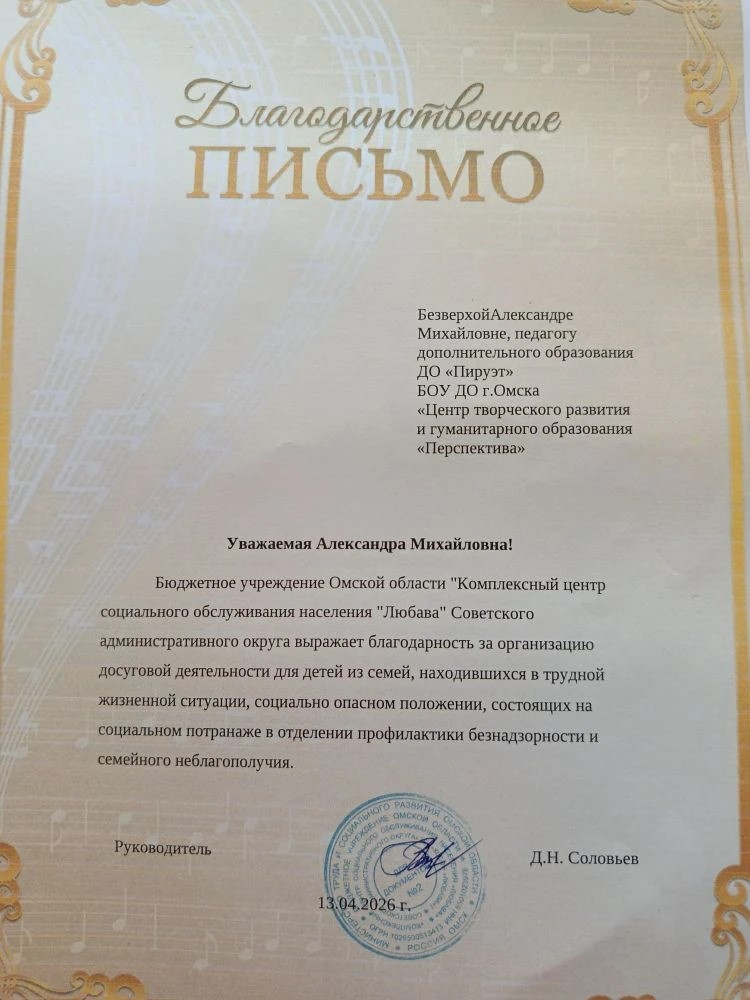 Благодарственное
ПИСЬМО
БезверхойАлександре
Михайловне, педагогу
дополнительного образования
ДО «Пируэт»
БОУ ДО г.Омска
«Центр творческого развития
и гуманитарного образования
«Перспектива»
Уважаемая Александра Михайловна!
Бюджетное учреждение Омской области "Комплексный центр
социального обслуживания населения "Любава" Советского
административного округа выражает благодарность за организацию
досуговой деятельности для детей из семей, находившихся в трудной
жизненной ситуации, социально опасном положении, состоящих на
социальном потранаже в отделении профилактики безнадзорности и
семейного неблагополучия.
Руководитель
Д.Н. Соловьев
ДОКУМЕНТОВ
№2
13.04.2026 г.